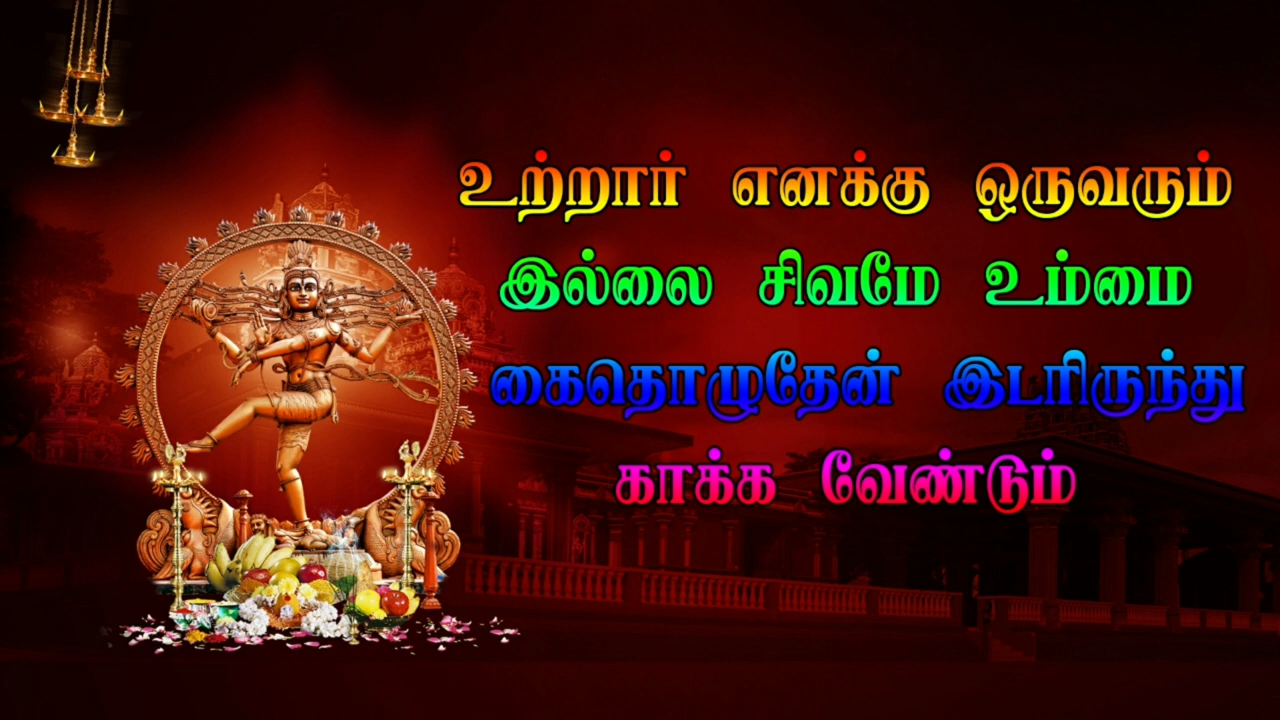 உற்றார் எனக்கு ஒருவரும்
இல்லை சிவமே உம்மை
கைதொழுதேன் இடரிருந்து
காக்க வேண்டும்